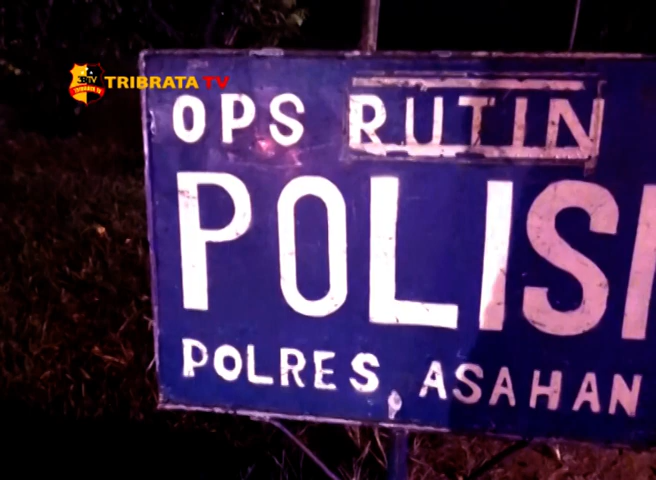 TRIBRATA TV
OPS RUTIN
POLISI
POLRES ASAHAN